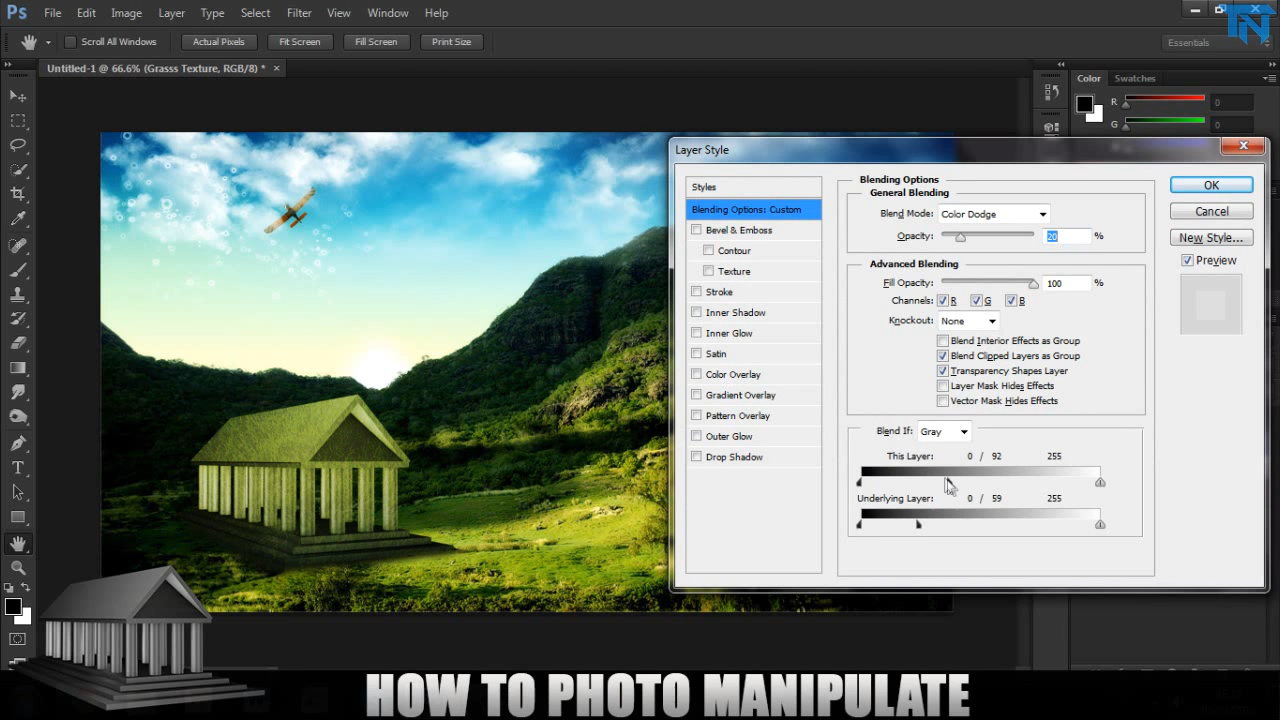 Ps File Edit Image Layer Type Select Filter View Window Help
TN
Scroll All Windows Actual Pixels Fit Screen Fill Screen Print Size Essentials
Untitled-1 @ 66.6% (Grasss Texture, RGB/8) *
Color Swatches
R 0
G 0
Layer Style
Styles
Blending Options: Custom
Bevel & Emboss
Contour
Texture
Stroke
Inner Shadow
Inner Glow
Satin
Color Overlay
Gradient Overlay
Pattern Overlay
Outer Glow
Drop Shadow
Blending Options
General Blending
Blend Mode: Color Dodge
Opacity: 20 %
Advanced Blending
Fill Opacity: 100 %
Channels: R G B
Knockout: None
Blend Interior Effects as Group
Blend Clipped Layers as Group
Transparency Shapes Layer
Layer Mask Hides Effects
Vector Mask Hides Effects
Blend If: Gray
This Layer: 0 / 92 255
Underlying Layer: 0 / 59 255
OK
Cancel
New Style...
Preview
HOW TO PHOTO MANIPULATE